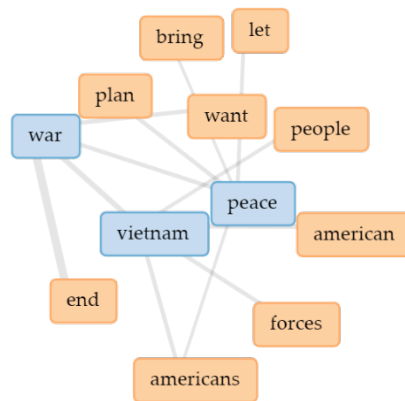 let
bring
plan
want
people
war
peace
vietnam
american
end
forces
americans